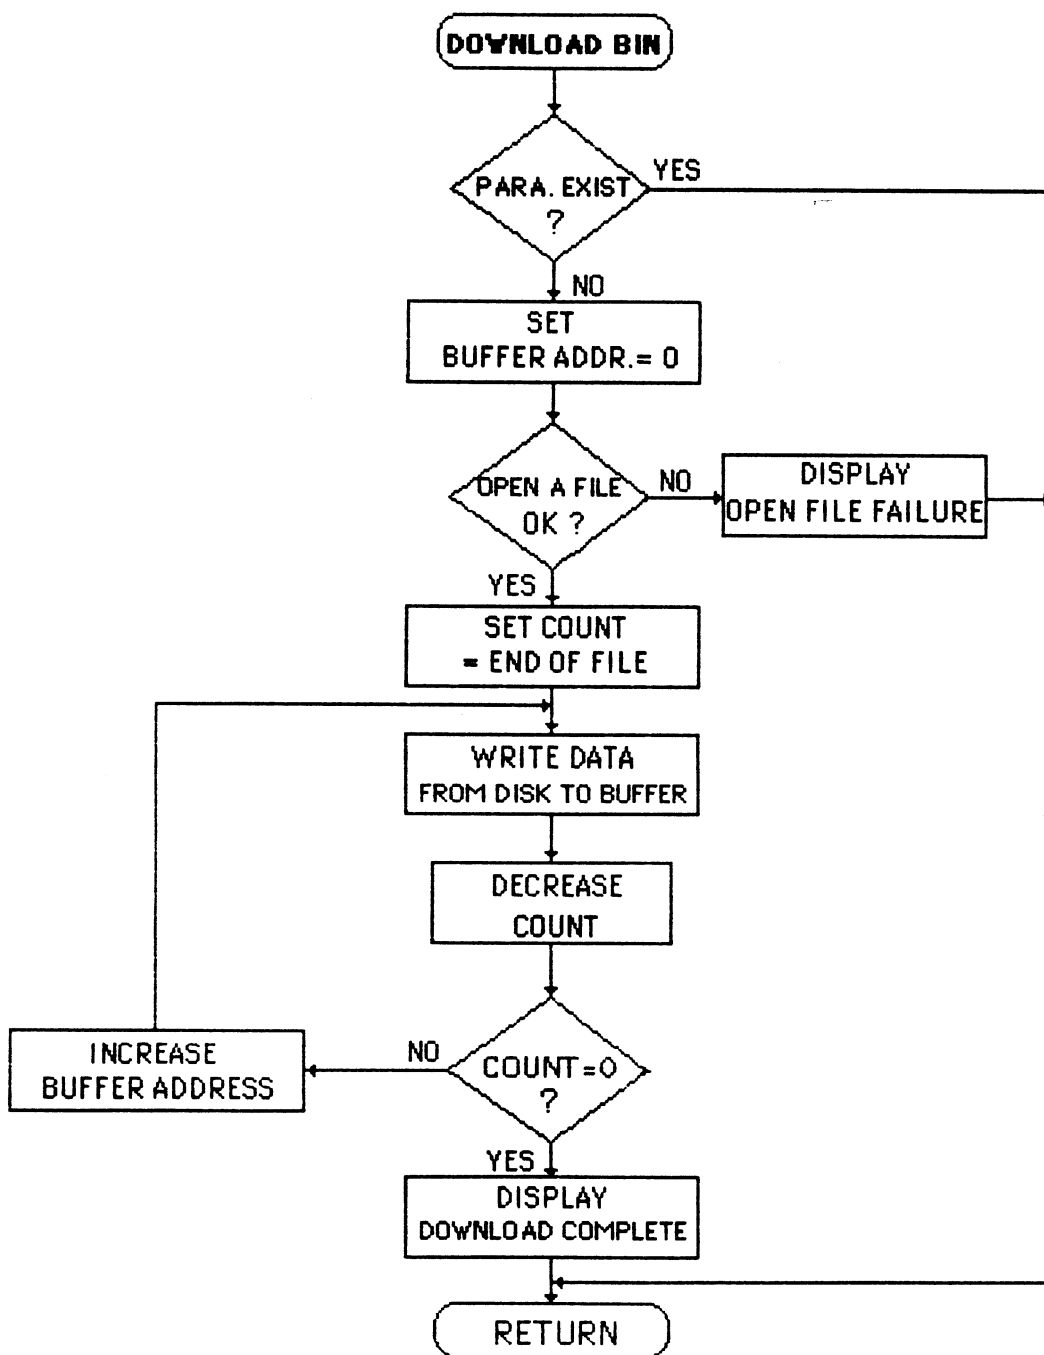 DOWNLOAD BIN
PARA. EXIST
?
YES
NO
SET
BUFFER ADDR.= 0
OPEN A FILE
OK ?
NO
DISPLAY
OPEN FILE FAILURE
YES
SET COUNT
= END OF FILE
WRITE DATA
FROM DISK TO BUFFER
DECREASE
COUNT
COUNT=0
?
NO
INCREASE
BUFFER ADDRESS
YES
DISPLAY
DOWNLOAD COMPLETE
RETURN